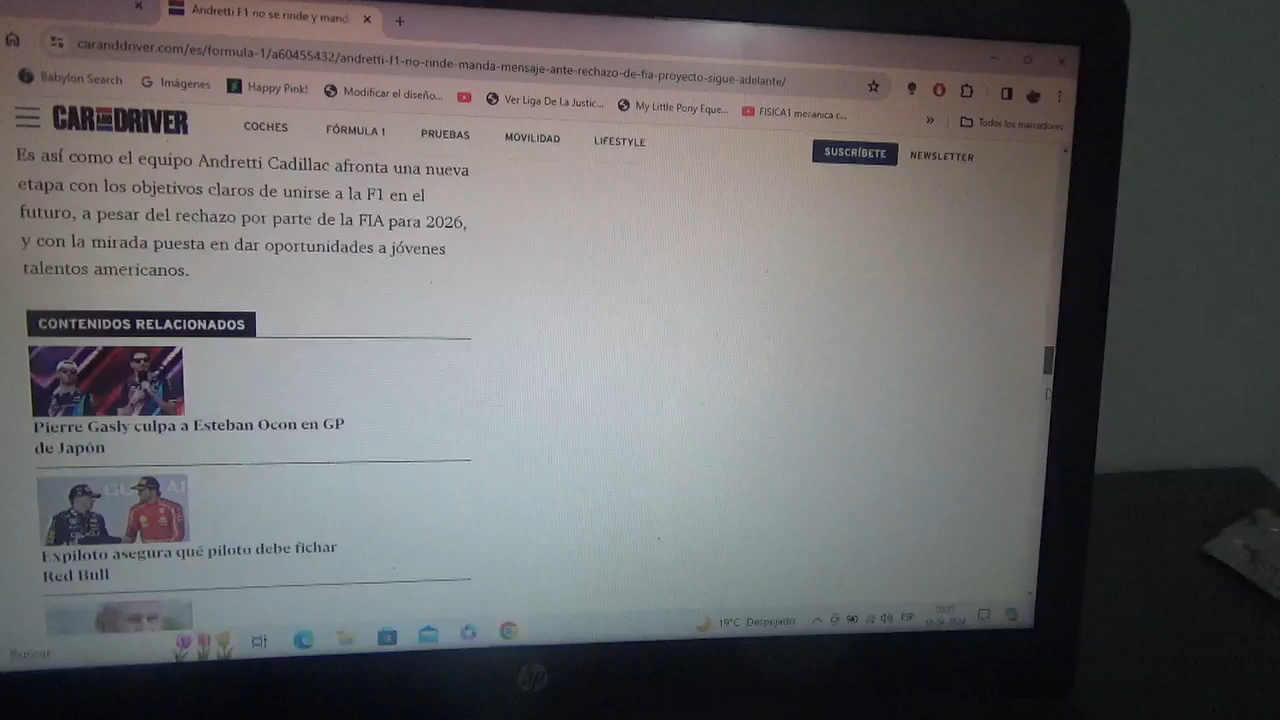 Andretti F1 no se rinde y mand
caranddriver.com/es/formula-1/a60455432/andretti-f1-no-rinde-manda-mensaje-ante-rechazo-de-fia-proyecto-sigue-adelante/
Babylon Search
Imágenes
Happy Pink!
Modificar el diseño...
Ver Liga De La Justic...
My Little Pony Eque...
FISICA1 mecanica c...
»
Todos los marcadores
CAR AND DRIVER
COCHES
FÓRMULA 1
PRUEBAS
MOVILIDAD
LIFESTYLE
SUSCRÍBETE
NEWSLETTER
Es así como el equipo Andretti Cadillac afronta una nueva
etapa con los objetivos claros de unirse a la F1 en el
futuro, a pesar del rechazo por parte de la FIA para 2026,
y con la mirada puesta en dar oportunidades a jóvenes
talentos americanos.
CONTENIDOS RELACIONADOS
Pierre Gasly culpa a Esteban Ocon en GP
de Japón
Expiloto asegura qué piloto debe fichar
Red Bull
Buscar
19°C Despejado
ESP
hp